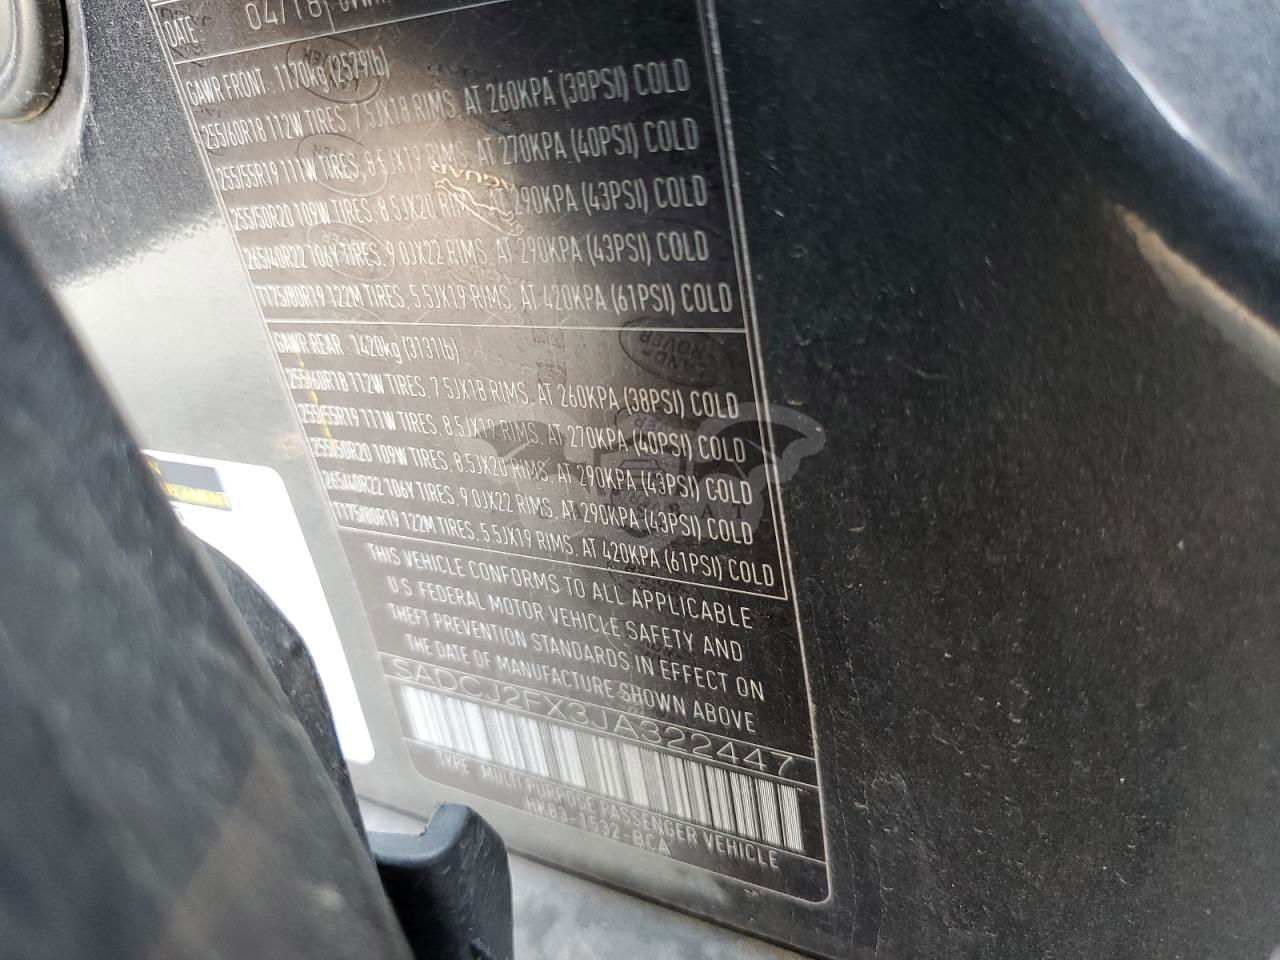 DATE: 04/18
GAWR FRONT : 1170kg (2579lb)
255/60R18 112W TIRES, 7.5JX18 RIMS, AT 260KPA (38PSI) COLD
255/55R19 111W TIRES, 8.5JX19 RIMS, AT 270KPA (40PSI) COLD
255/50R20 109W TIRES, 8.5JX20 RIMS, AT 290KPA (43PSI) COLD
265/40R22 106Y TIRES, 9.0JX22 RIMS, AT 290KPA (43PSI) COLD
T175/80R19 122M TIRES, 5.5JX19 RIMS, AT 420KPA (61PSI) COLD
GAWR REAR : 1420kg (3131lb)
255/60R18 112W TIRES, 7.5JX18 RIMS, AT 260KPA (38PSI) COLD
255/55R19 111W TIRES, 8.5JX19 RIMS, AT 270KPA (40PSI) COLD
255/50R20 109W TIRES, 8.5JX20 RIMS, AT 290KPA (43PSI) COLD
265/40R22 106Y TIRES, 9.0JX22 RIMS, AT 290KPA (43PSI) COLD
T175/80R19 122M TIRES, 5.5JX19 RIMS, AT 420KPA (61PSI) COLD
THIS VEHICLE CONFORMS TO ALL APPLICABLE
U.S. FEDERAL MOTOR VEHICLE SAFETY AND
THEFT PREVENTION STANDARDS IN EFFECT ON
THE DATE OF MANUFACTURE SHOWN ABOVE
SADCJ2FX3JA322447
TYPE : MULTI PURPOSE PASSENGER VEHICLE
HK83-1532-BCA
LAND-
ROVER
JAGUAR